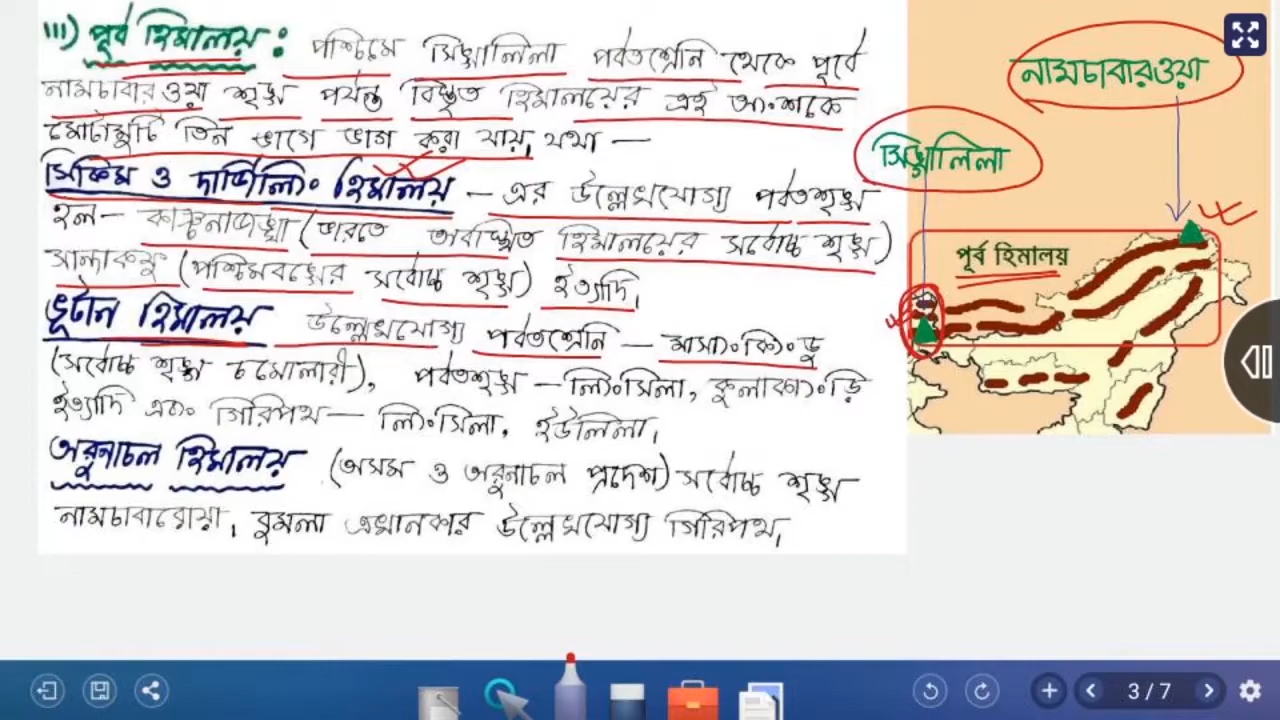 III) পূর্ব হিমালয় : পশ্চিমে সিঙ্গালিলা পর্বতশ্রেনি থেকে পূর্বে
নামচাবারওয়া শৃঙ্গ পর্যন্ত বিস্তৃত হিমালয়ের এই অংশকে
মোটামুটি তিন ভাগে ভাগ করা যায়, যথা —
সিকিম ও দার্জিলিং হিমালয় – এর উল্লেখযোগ্য পর্বতশৃঙ্গ
হল – কাঞ্চনজঙ্ঘা (ভারতে অবস্থিত হিমালয়ের সর্বোচ্চ শৃঙ্গ)
সান্দাকফু (পশ্চিমবঙ্গের সর্বোচ্চ শৃঙ্গ) ইত্যাদি,
ভূটান হিমালয় উল্লেখযোগ্য পর্বতশ্রেনি – মাসাংকিংডু
(সর্বোচ্চ শৃঙ্গ চমোলারী), পর্বতশৃঙ্গ – লিংসিলা, কুলাকাংড়ি
ইত্যাদি এবং গিরিপথ – লিংসিলা, ইউলিলা,
অরুনাচল হিমালয় (অসম ও অরুনাচল প্রদেশ) সর্বোচ্চ শৃঙ্গ
নামচাবারোয়া, বুমলা এখানকার উল্লেখযোগ্য গিরিপথ,
নামচাবারওয়া
সিঙ্গালিলা
পূর্ব হিমালয়
3 / 7